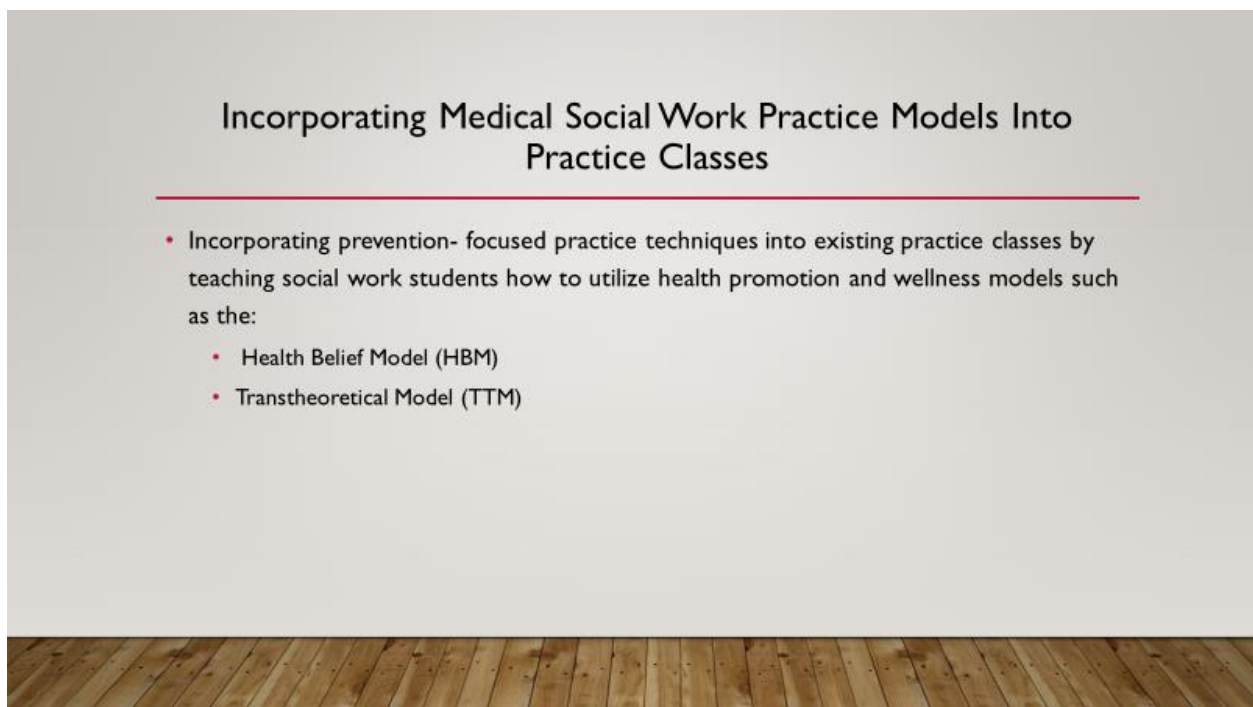 Incorporating Medical Social Work Practice Models Into
Practice Classes
• Incorporating prevention- focused practice techniques into existing practice classes by
teaching social work students how to utilize health promotion and wellness models such
as the:
• Health Belief Model (HBM)
• Transtheoretical Model (TTM)